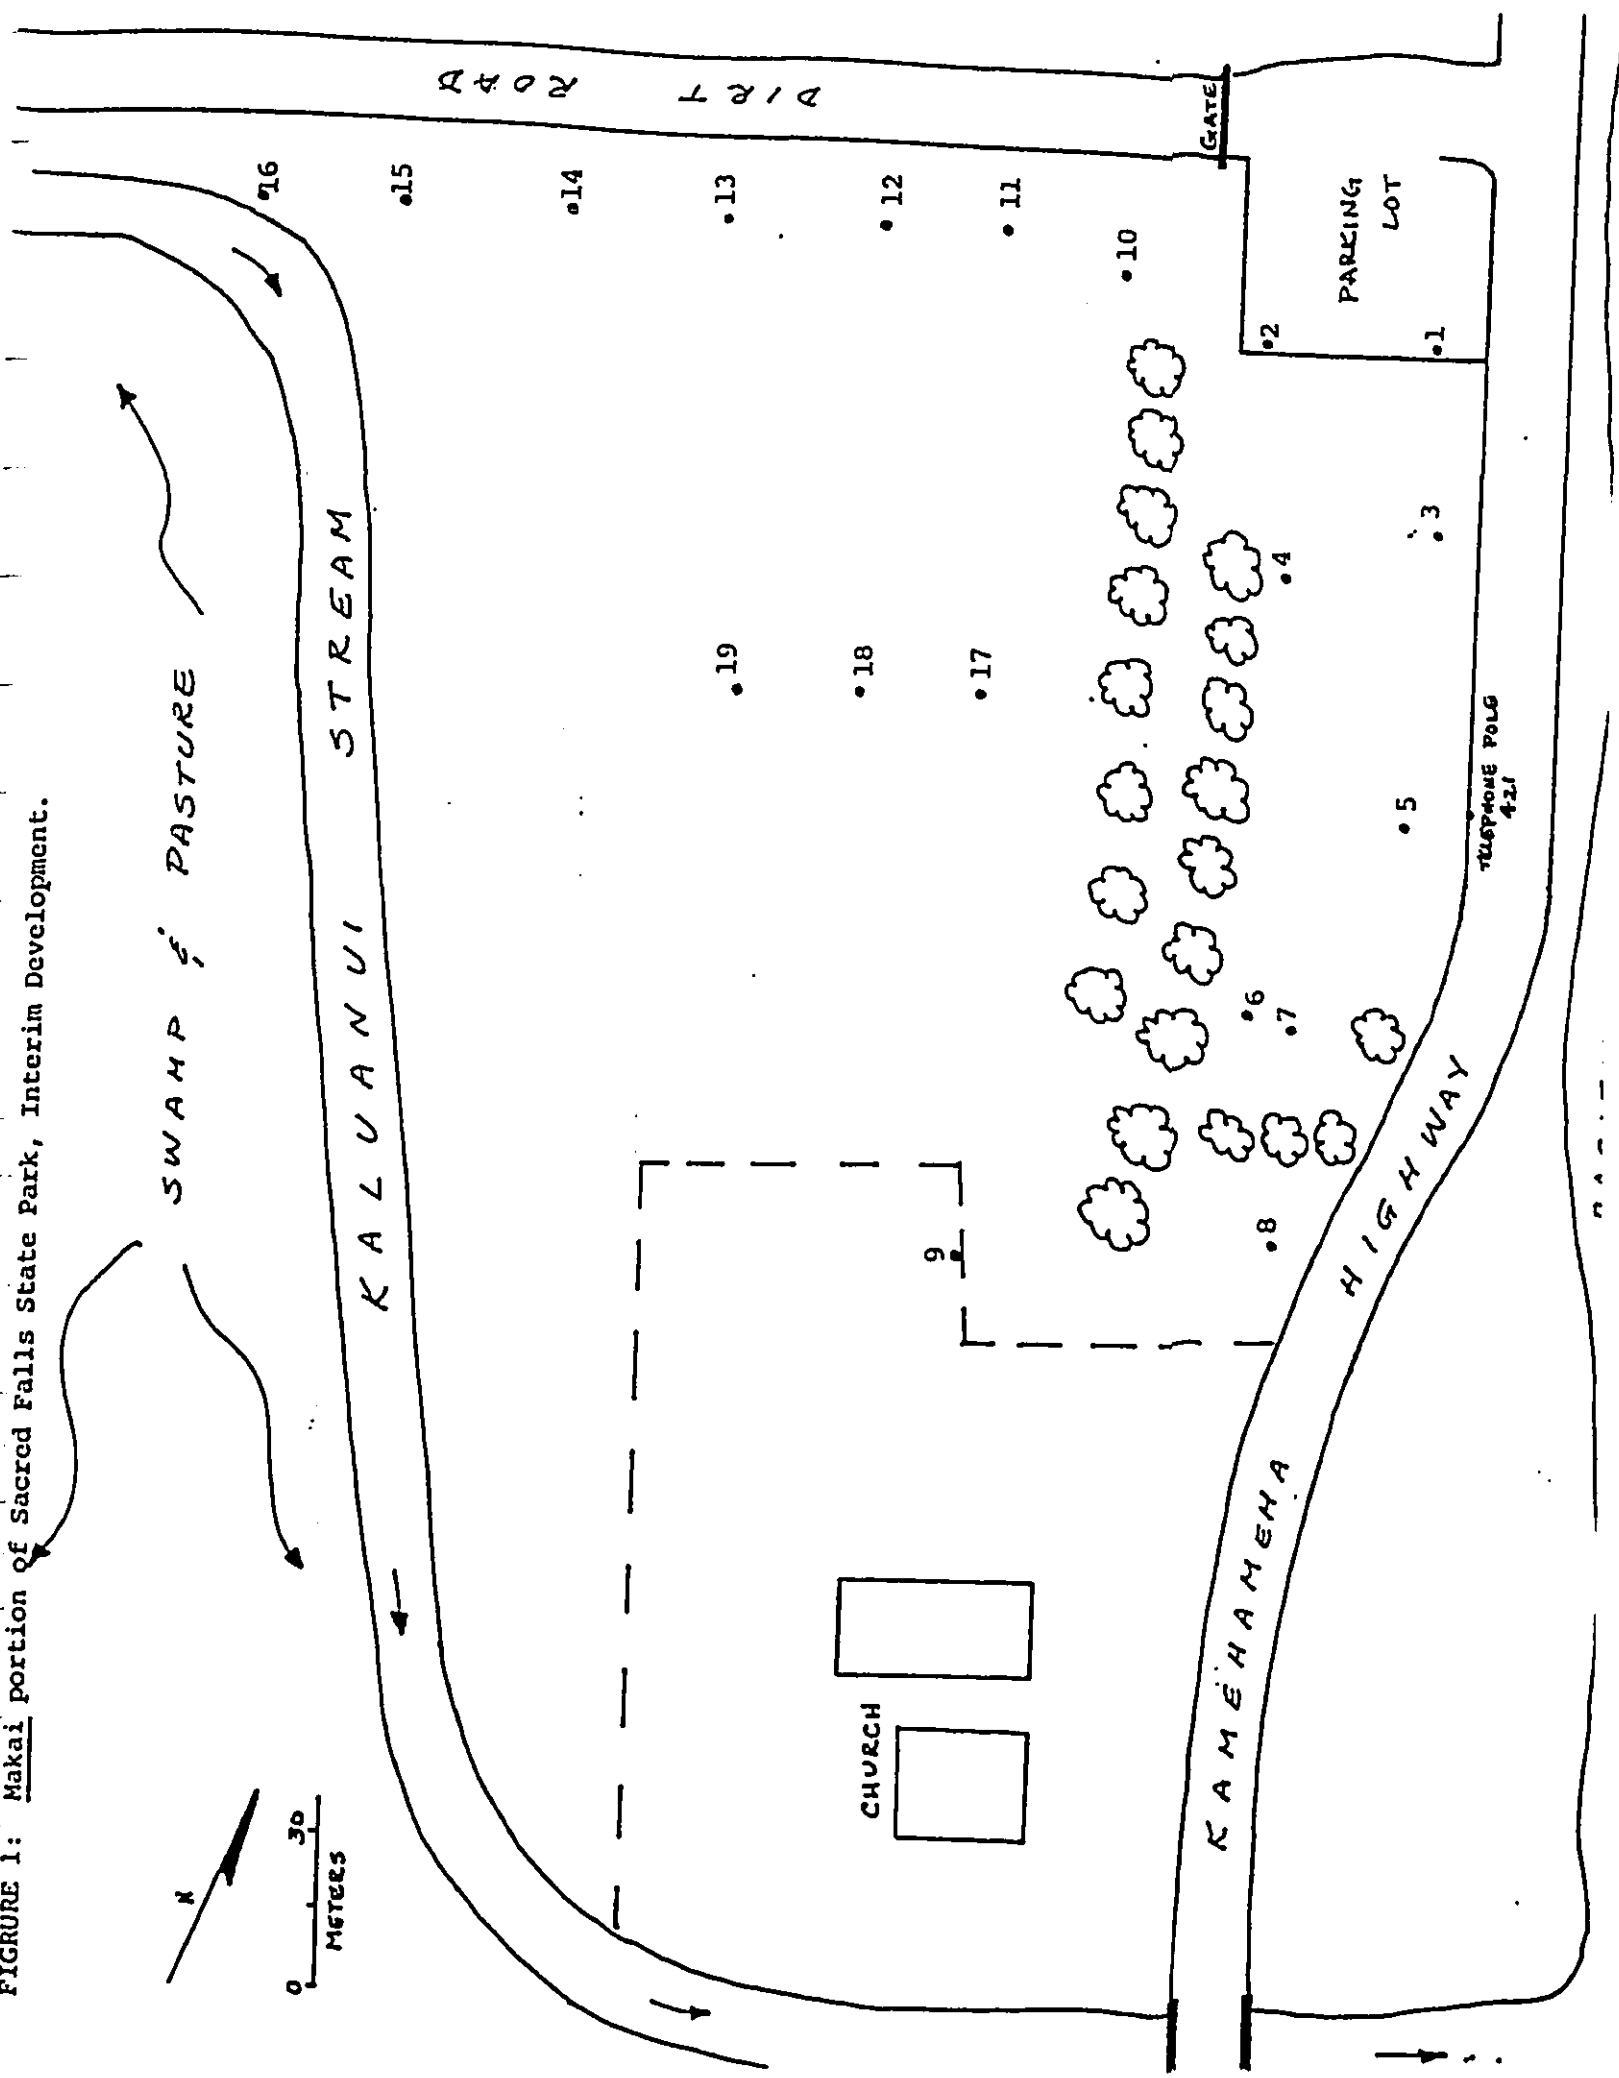 FIGRURE 1: Makai portion of Sacred Falls State Park, Interim Development.
SWAMP & PASTURE
N
0 30
METERS
KALUANUI STREAM
DIRT ROAD
16
15
14
13
12
11
10
19
18
17
9
CHURCH
GATE
PARKING
LOT
2
1
3
4
5
6
7
8
TELEPHONE POLE
421
KAMEHAMEHA HIGHWAY